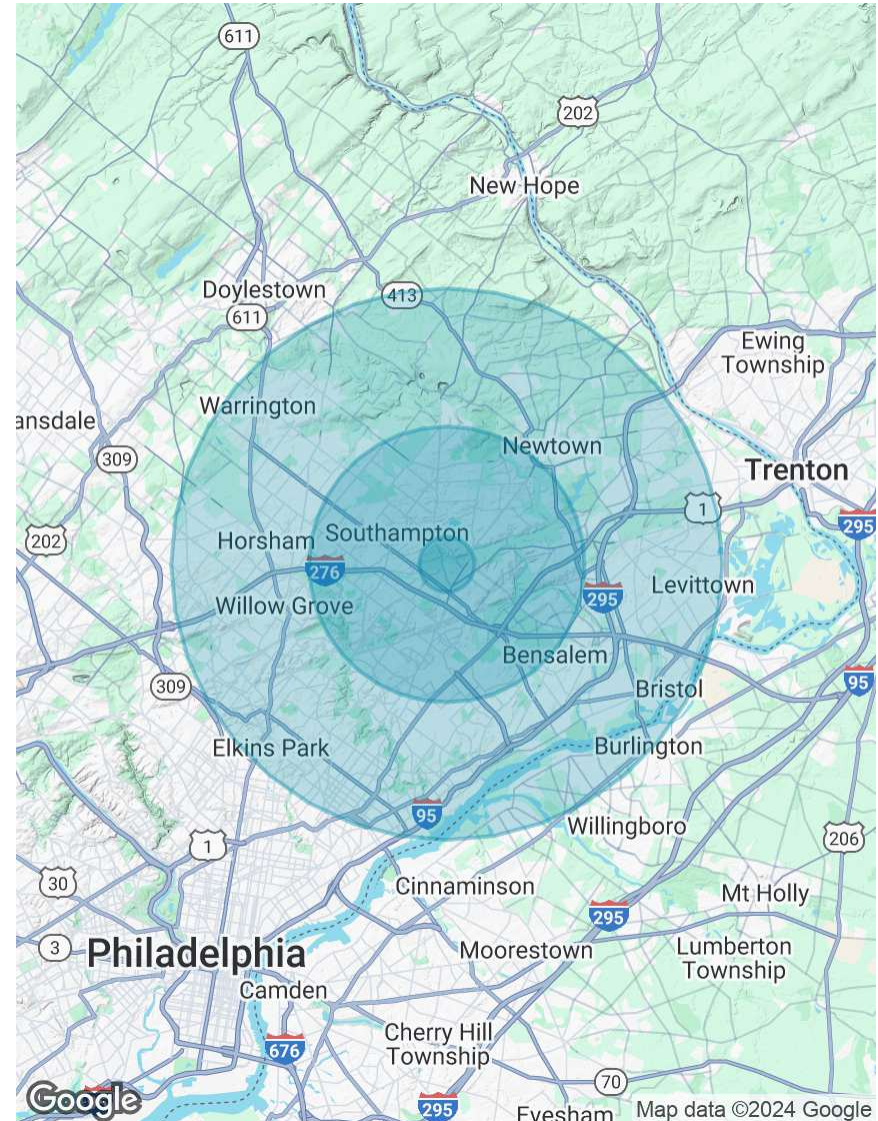 611
202
New Hope
Doylestown
413
611
Ewing
Township
Warrington
ansdale
309
Newtown
Trenton
1
295
202
Horsham
Southampton
276
295
Levittown
Willow Grove
Bensalem
309
Bristol
95
Elkins Park
Burlington
95
Willingboro
1
206
30
Cinnaminson
Mt Holly
295
3
Philadelphia
Moorestown
Lumberton
Township
Camden
Cherry Hill
Township
676
70
Google
295
Evesham
Map data ©2024 Google